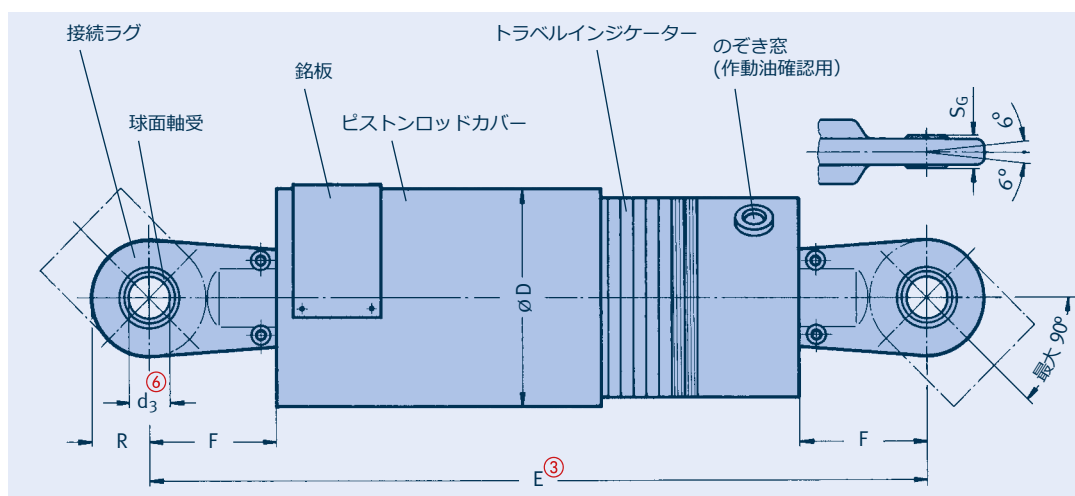 接続ラグ
銘板
球面軸受
ピストンロッドカバー
トラベルインジケーター
のぞき窓
(作動油確認用)
SG
6°
6°
Ø D
最大 90°
⑥
d3
R
F
F
E③